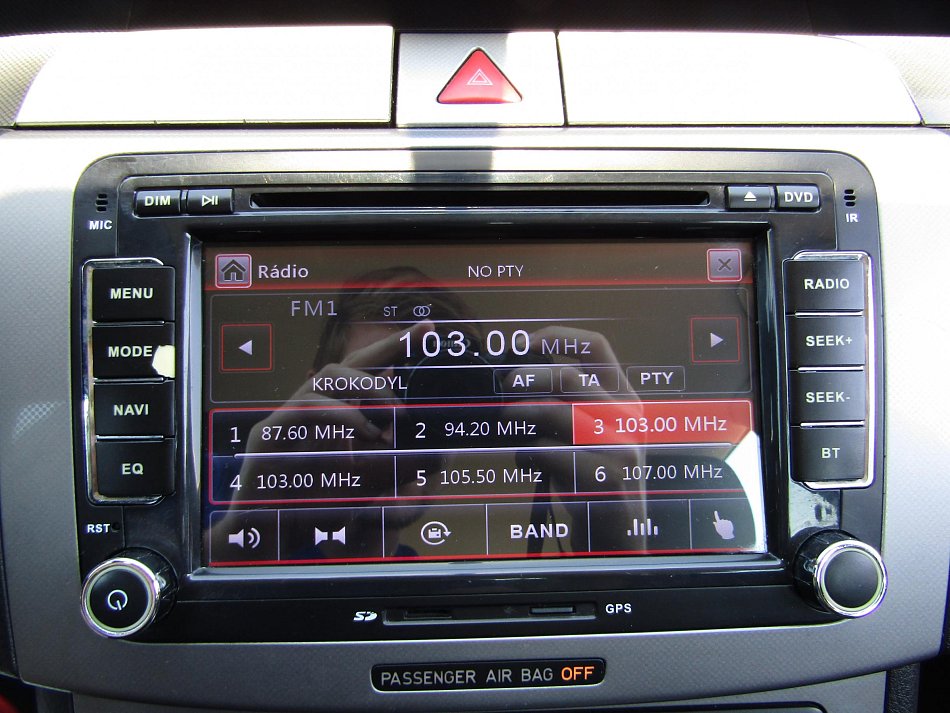 DIM
DVD
MIC
IR
MENU
MODE
NAVI
EQ
RST
Rádio NO PTY
FM1 ST
103.00 MHz
KROKODYL AF TA PTY
1 87.60 MHz 2 94.20 MHz 3 103.00 MHz
4 103.00 MHz 5 105.50 MHz 6 107.00 MHz
BAND
RADIO
SEEK+
SEEK-
BT
SD GPS
PASSENGER AIR BAG OFF